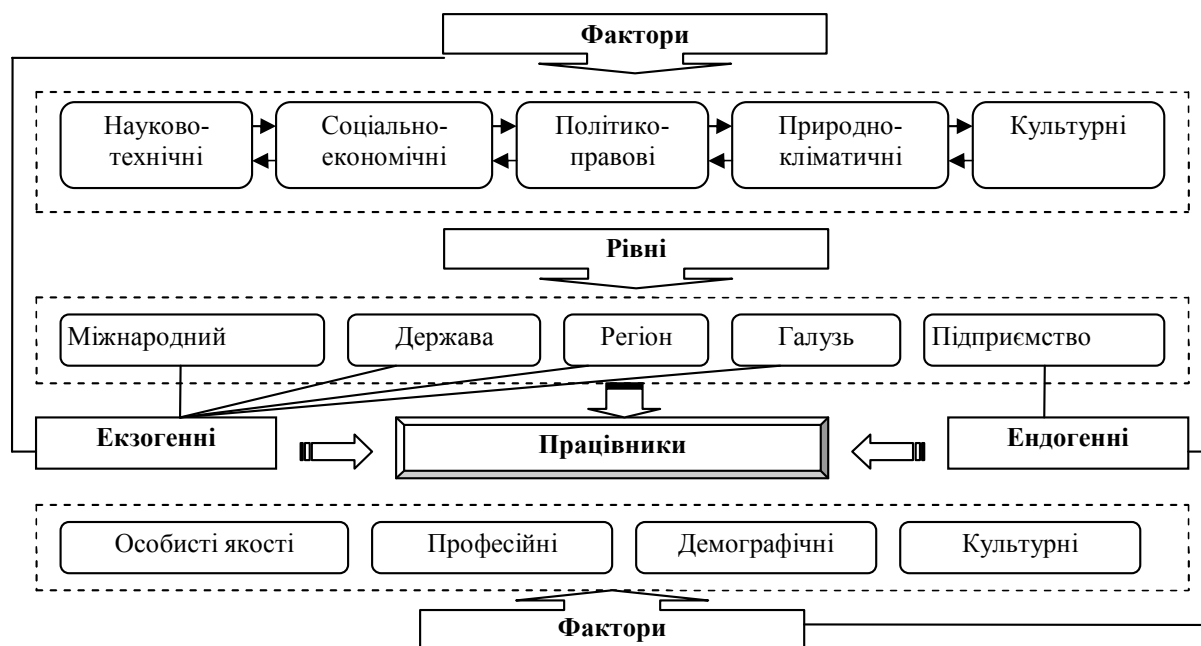 Фактори
Науково-
технічні
Соціально-
економічні
Політико-
правові
Природно-
кліматичні
Культурні
Рівні
Міжнародний
Держава
Регіон
Галузь
Підприємство
Екзогенні
Працівники
Ендогенні
Особисті якості
Професійні
Демографічні
Культурні
Фактори